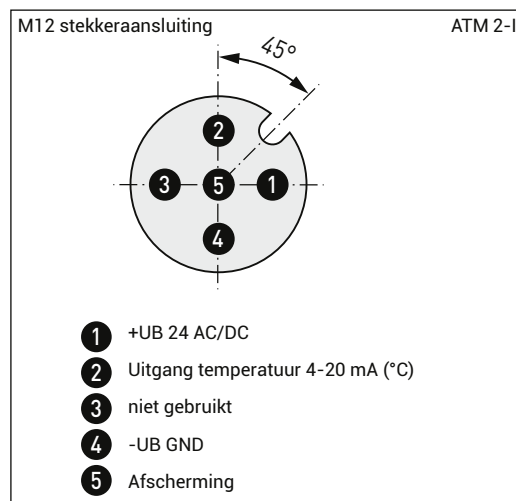 M12 stekkeraansluiting ATM 2-I
45°
2
3 5 1
4
1 +UB 24 AC/DC
2 Uitgang temperatuur 4-20 mA (°C)
3 niet gebruikt
4 -UB GND
5 Afscherming